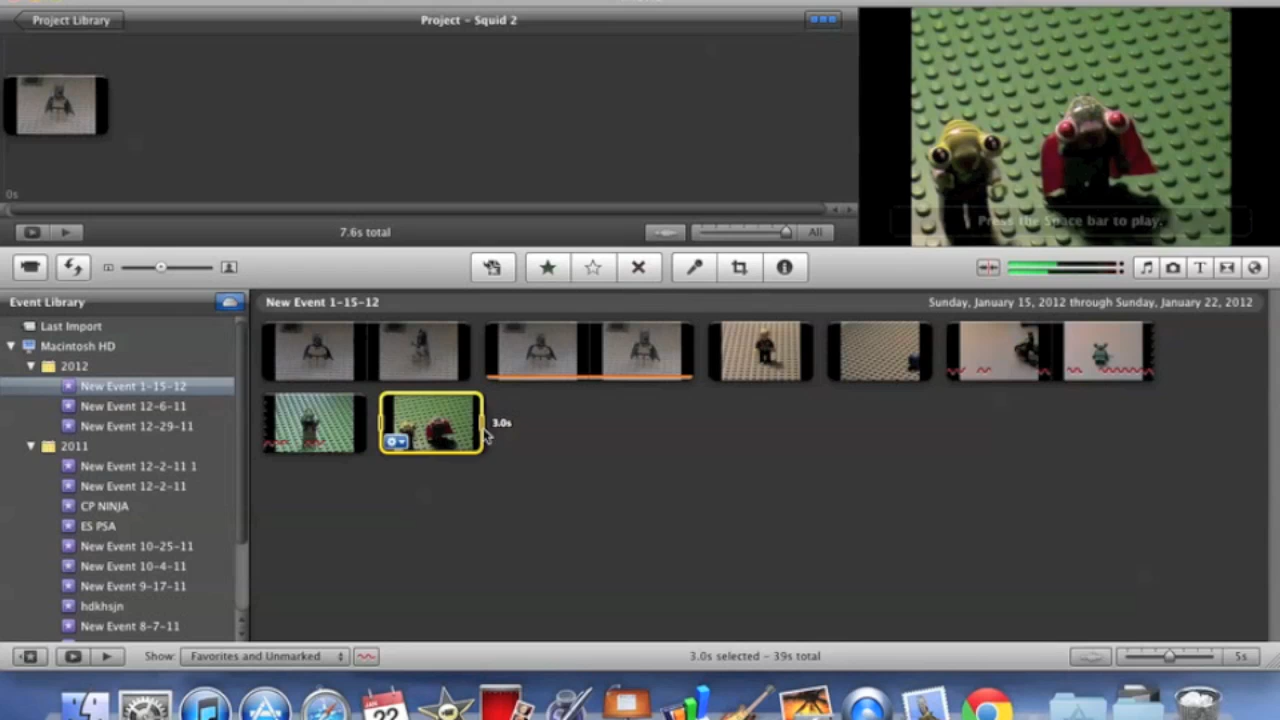 Project Library
Project - Squid 2
0s
7.6s total
All
Press the Space bar to play.
Event Library
New Event 1-15-12
Sunday, January 15, 2012 through Sunday, January 22, 2012
Last Import
Macintosh HD
2012
New Event 1-15-12
New Event 12-6-11
New Event 12-29-11
2011
New Event 12-2-11 1
New Event 12-2-11
CP NINJA
ES PSA
New Event 10-25-11
New Event 10-4-11
New Event 9-17-11
hdkhsjn
New Event 8-7-11
3.0s
Show:
Favorites and Unmarked
3.0s selected - 39s total
5s
T
22